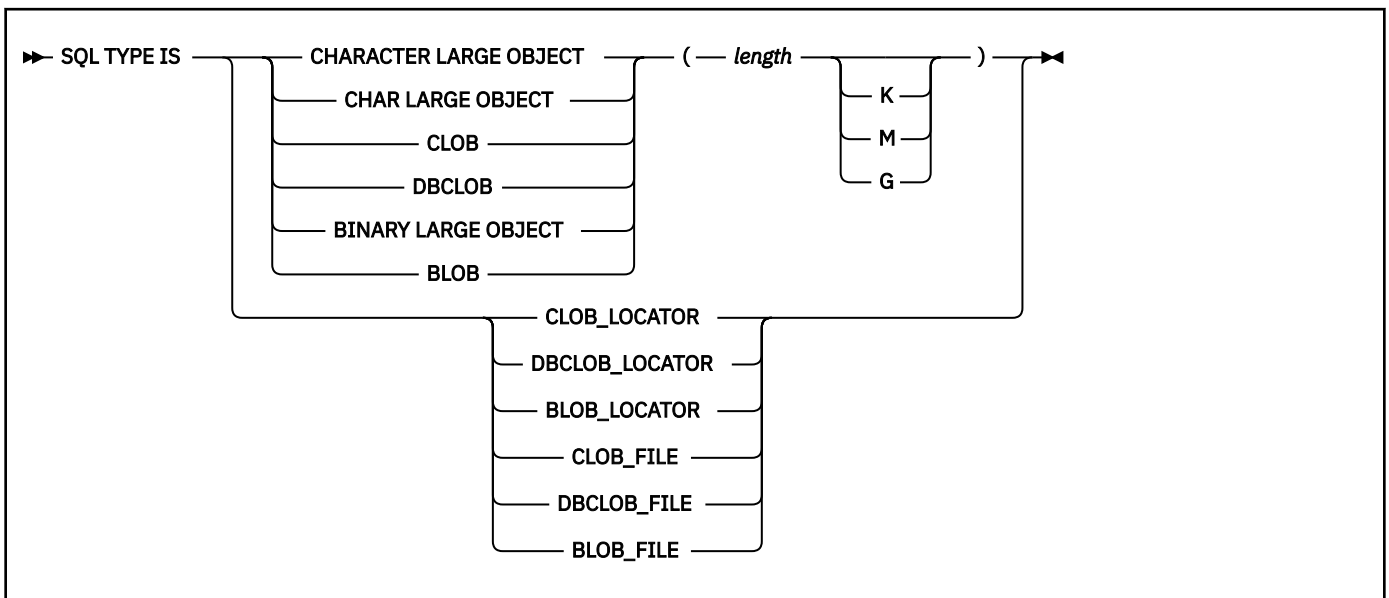 SQL TYPE IS CHARACTER LARGE OBJECT ( length )
CHAR LARGE OBJECT K
CLOB M
DBCLOB G
BINARY LARGE OBJECT
BLOB
CLOB_LOCATOR
DBCLOB_LOCATOR
BLOB_LOCATOR
CLOB_FILE
DBCLOB_FILE
BLOB_FILE